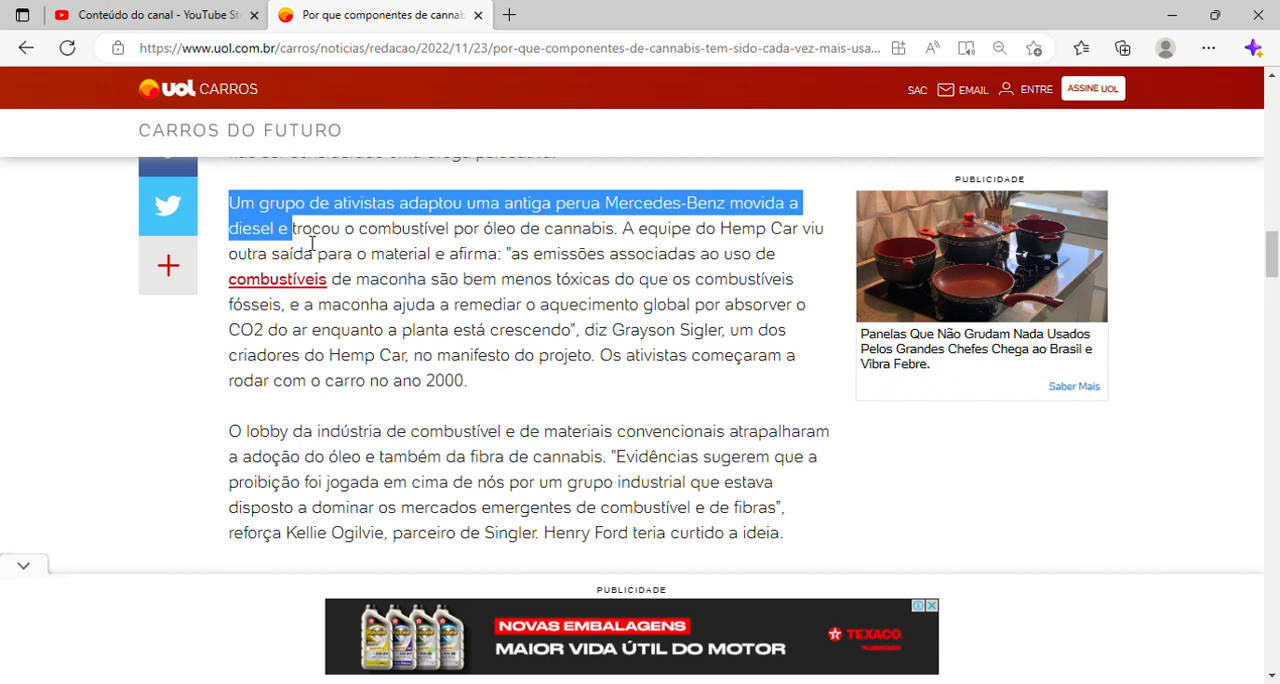 Conteúdo do canal - YouTube St
Por que componentes de cannab
https://www.uol.com.br/carros/noticias/redacao/2022/11/23/por-que-componentes-de-cannabis-tem-sido-cada-vez-mais-usa...
UOL CARROS
SAC EMAIL ENTRE ASSINE UOL
CARROS DO FUTURO
PUBLICIDADE
Um grupo de ativistas adaptou uma antiga perua Mercedes-Benz movida a
diesel e trocou o combustível por óleo de cannabis. A equipe do Hemp Car viu
outra saída para o material e afirma: "as emissões associadas ao uso de
combustíveis de maconha são bem menos tóxicas do que os combustíveis
fósseis, e a maconha ajuda a remediar o aquecimento global por absorver o
CO2 do ar enquanto a planta está crescendo", diz Grayson Sigler, um dos
criadores do Hemp Car, no manifesto do projeto. Os ativistas começaram a
rodar com o carro no ano 2000.
Panelas Que Não Grudam Nada Usados
Pelos Grandes Chefes Chega ao Brasil e
Vibra Febre.
Saber Mais
O lobby da indústria de combustível e de materiais convencionais atrapalharam
a adoção do óleo e também da fibra de cannabis. "Evidências sugerem que a
proibição foi jogada em cima de nós por um grupo industrial que estava
disposto a dominar os mercados emergentes de combustível e de fibras",
reforça Kellie Ogilvie, parceiro de Singler. Henry Ford teria curtido a ideia.
PUBLICIDADE
NOVAS EMBALAGENS
MAIOR VIDA ÚTIL DO MOTOR
TEXACO